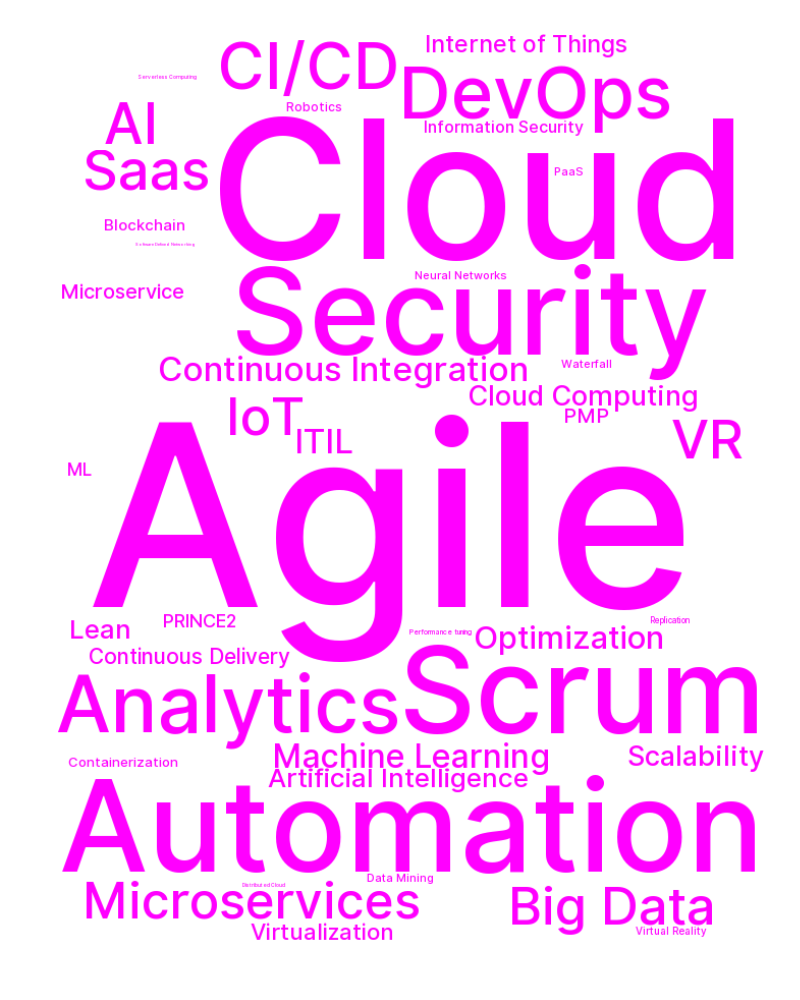 Internet of Things
CI/CD
DevOps
Serverless Computing
Robotics
AI
Information Security
Cloud
Saas
PaaS
Blockchain
Software-Defined Networking
Neural Networks
Microservice
Security
Continuous Integration
Waterfall
Cloud Computing
IoT
PMP
ITIL
VR
ML
Agile
PRINCE2
Replication
Lean
Performance tuning
Optimization
Continuous Delivery
Scrum
Analytics
Machine Learning
Scalability
Containerization
Artificial Intelligence
Automation
Data Mining
Distributed Cloud
Microservices
Big Data
Virtualization
Virtual Reality